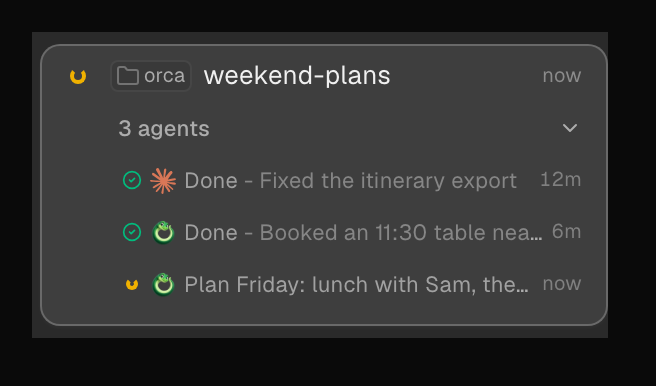 orca weekend-plans now
3 agents
Done - Fixed the itinerary export 12m
Done - Booked an 11:30 table nea… 6m
Plan Friday: lunch with Sam, the… now